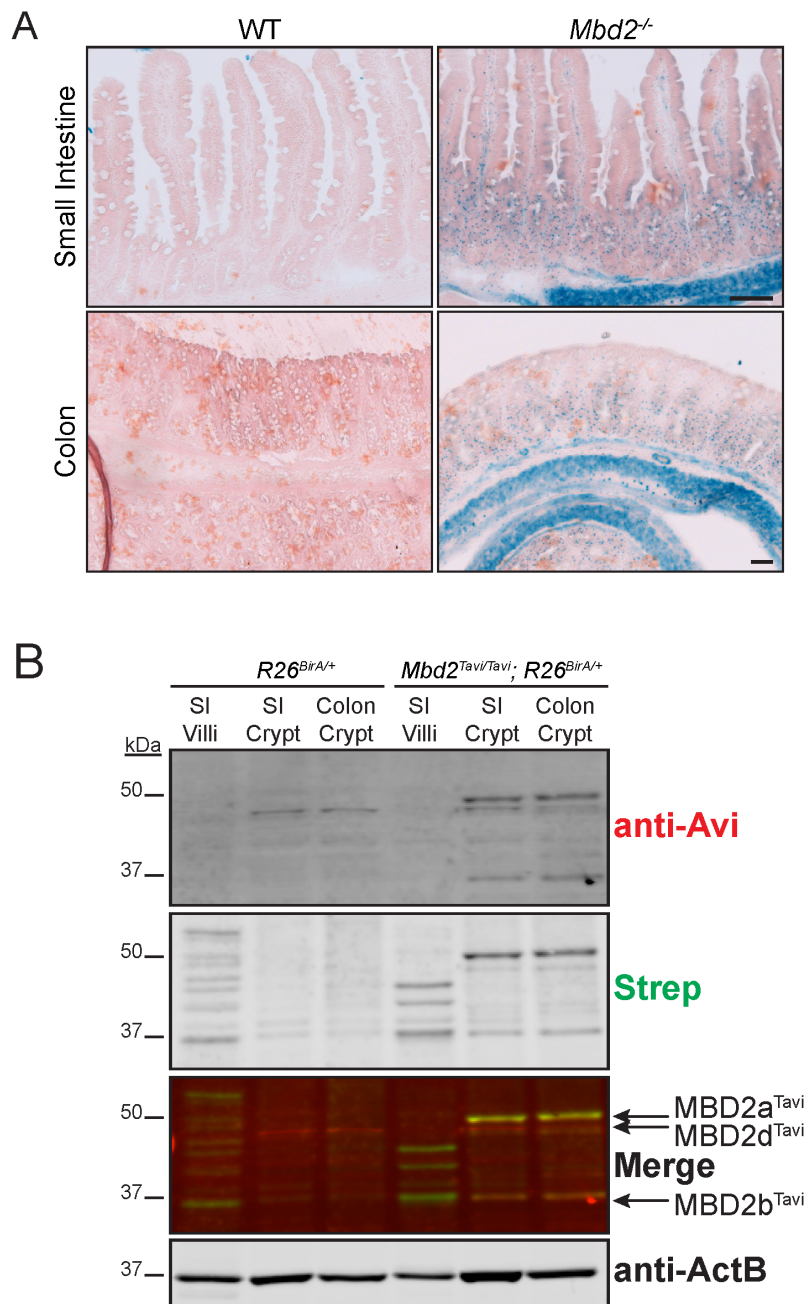 A
WT
Mbd2-/-
Small Intestine
Colon
B
R26BirA/+
Mbd2Tavi/Tavi; R26BirA/+
SI Villi
SI Crypt
Colon Crypt
SI Villi
SI Crypt
Colon Crypt
kDa
50
37
anti-Avi
50
37
Strep
50
37
MBD2aTavi
MBD2dTavi
Merge
MBD2bTavi
37
anti-ActB